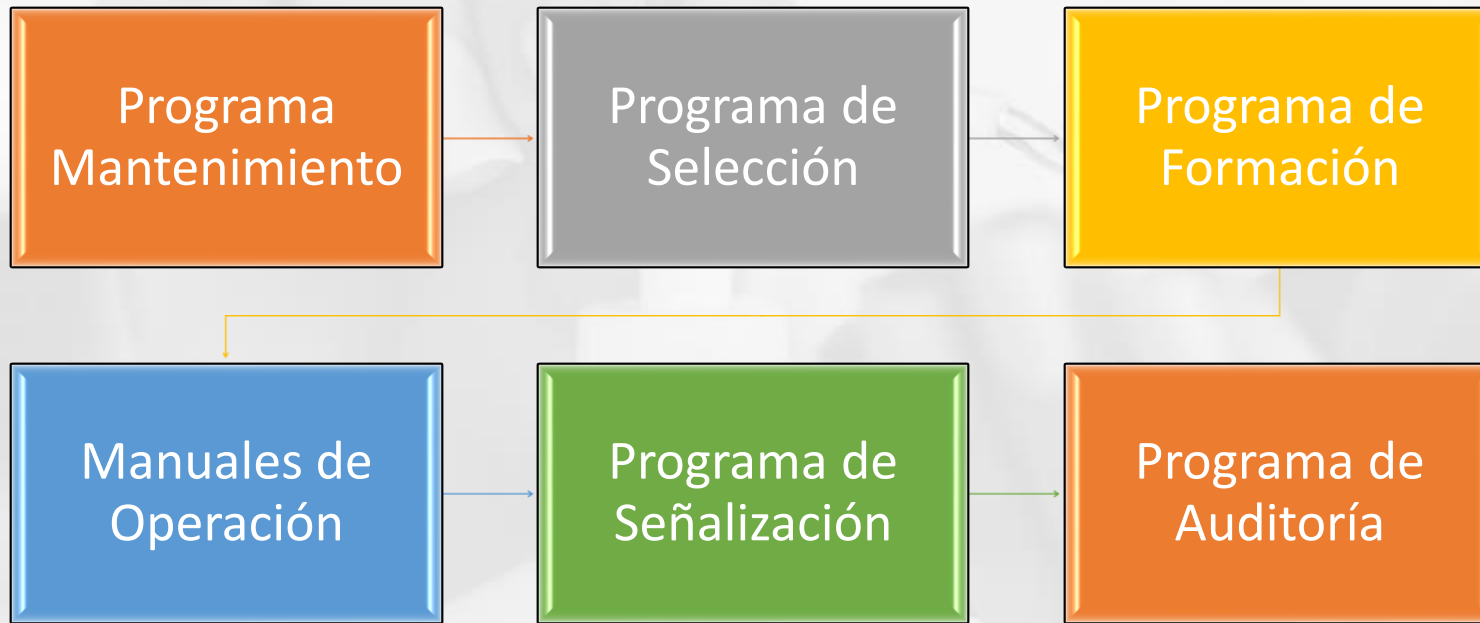 Programa
Mantenimiento
Programa de
Selección
Programa de
Formación
Manuales de
Operación
Programa de
Señalización
Programa de
Auditoría